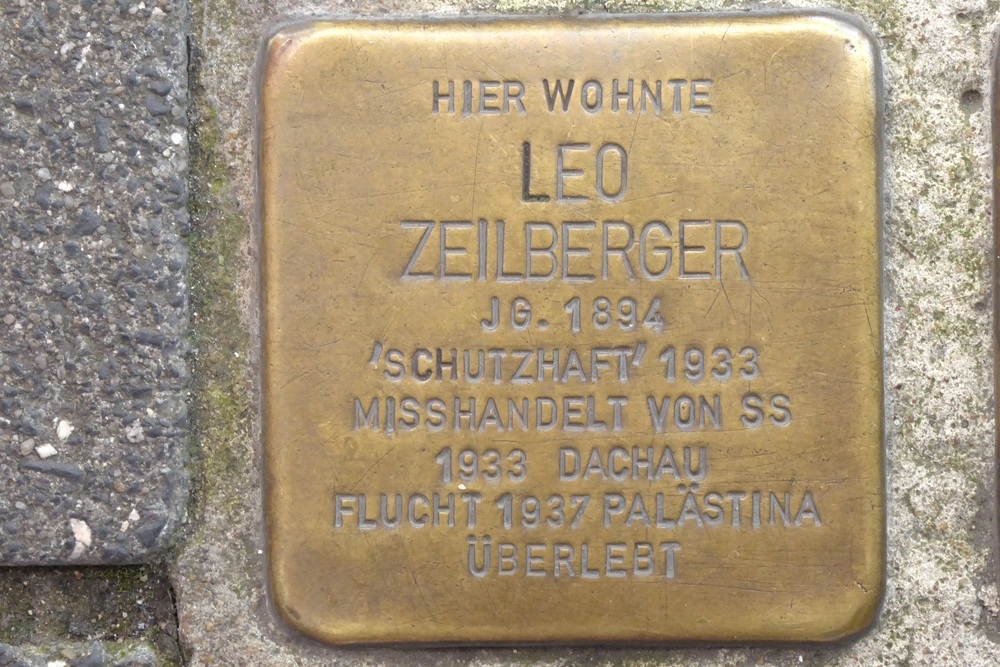 HIER WOHNTE
LEO
ZEILBERGER
JG. 1894
'SCHUTZHAFT' 1933
MISSHANDELT VON SS
1933 DACHAU
FLUCHT 1937 PALÄSTINA
ÜBERLEBT